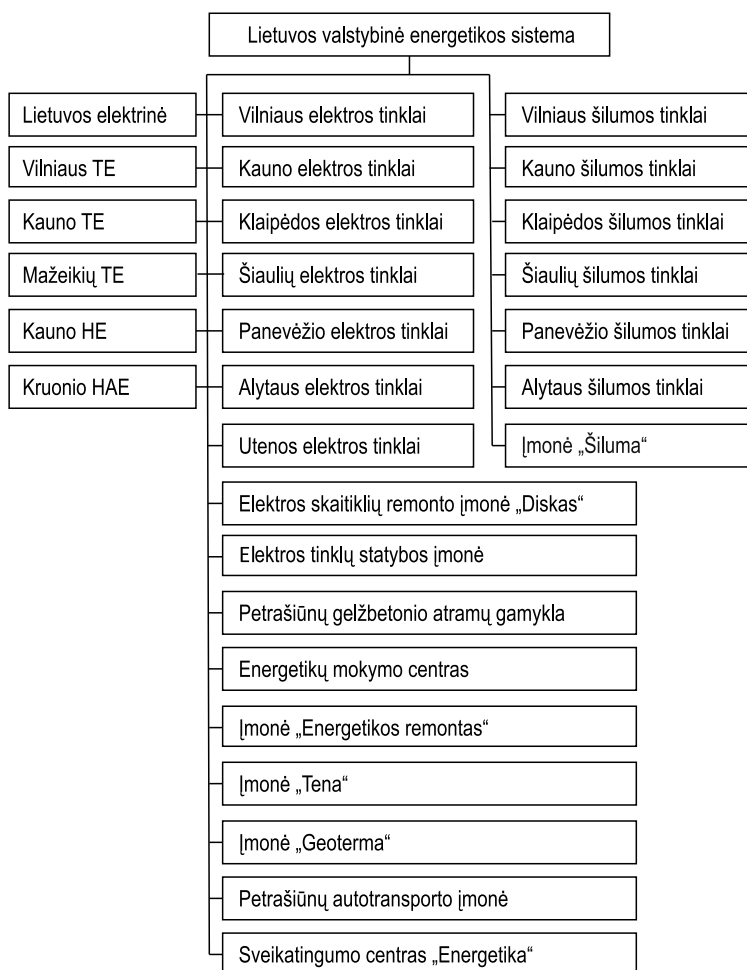 Lietuvos valstybinė energetikos sistema
Lietuvos elektrinė
Vilniaus elektros tinklai
Vilniaus šilumos tinklai
Vilniaus TE
Kauno elektros tinklai
Kauno šilumos tinklai
Kauno TE
Klaipėdos elektros tinklai
Klaipėdos šilumos tinklai
Mažeikių TE
Šiaulių elektros tinklai
Šiaulių šilumos tinklai
Kauno HE
Panevėžio elektros tinklai
Panevėžio šilumos tinklai
Kruonio HAE
Alytaus elektros tinklai
Alytaus šilumos tinklai
Utenos elektros tinklai
Įmonė „Šiluma“
Elektros skaitiklių remonto įmonė „Diskas“
Elektros tinklų statybos įmonė
Petrašiūnų gelžbetonio atramų gamykla
Energetikų mokymo centras
Įmonė „Energetikos remontas“
Įmonė „Tena“
Įmonė „Geoterma“
Petrašiūnų autotransporto įmonė
Sveikatingumo centras „Energetika“